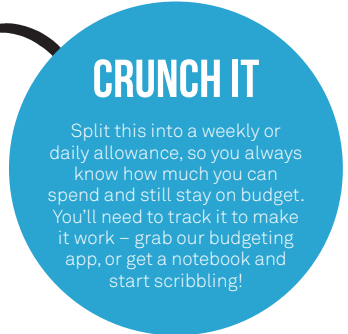 CRUNCH IT
Split this into a weekly or
daily allowance, so you always
know how much you can
spend and still stay on budget.
You'll need to track it to make
it work – grab our budgeting
app, or get a notebook and
start scribbling!